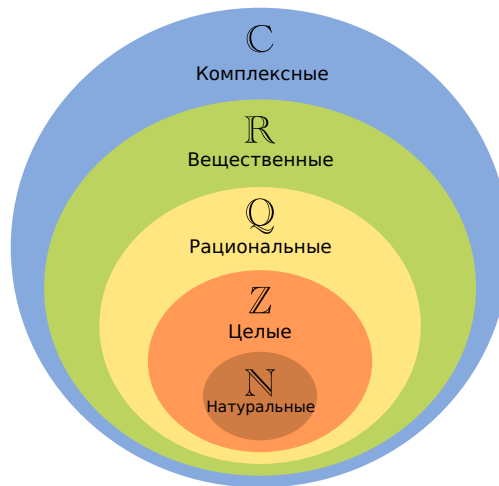 ℂ
Комплексные
ℝ
Вещественные
ℚ
Рациональные
ℤ
Целые
ℕ
Натуральные